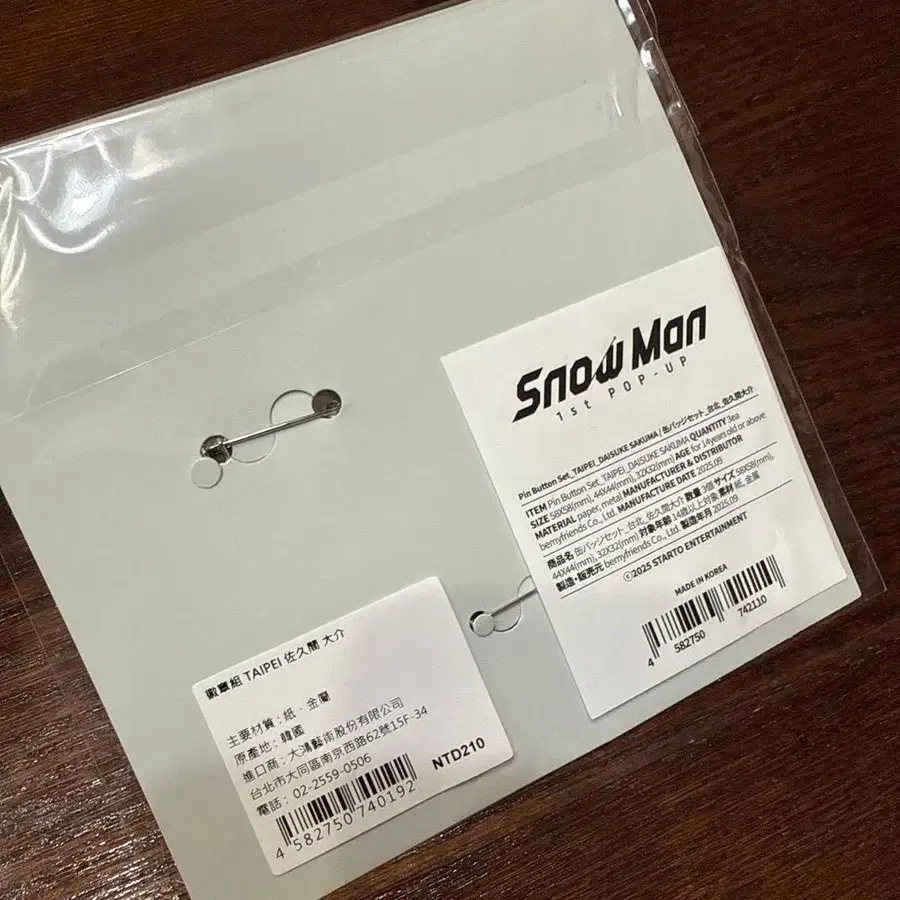 Snow Man
1st POP-UP
Pin Button Set_TAIPEI_DAISUKE SAKUMA / 缶バッジセット_台北_佐久間大介
ITEM Pin Button Set_TAIPEI_DAISUKE SAKUMA QUANTITY 3ea
SIZE 58X58(mm), 44X44(mm), 32X32(mm) AGE for 14years old or above
MATERIAL paper, metal MANUFACTURER & DISTRIBUTOR
berryfriends Co., Ltd. MANUFACTURE DATE 2025.09
商品名 缶バッジセット_台北_佐久間大介 数量 3個 サイズ 58X58(mm),
44X44(mm), 32X32(mm) 対象年齢 14歳以上対象 素材 紙, 金属
製造・販売元 berryfriends Co., Ltd. 製造年月 2025.09
©2025 STARTO ENTERTAINMENT
MADE IN KOREA
4 582750 742110
徽章組 TAIPEI 佐久間 大介
主要材質：紙、金屬
原產地：韓國
進口商：大鴻藝術股份有限公司
台北市大同區南京西路62號15F-34
電話：02-2559-0506
NTD210
4 582750 740192